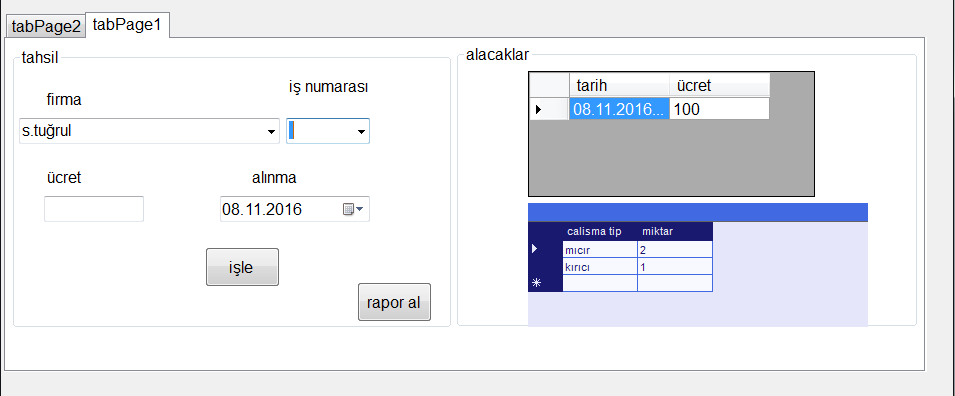 tabPage2 tabPage1
tahsil
firma
iş numarası
s.tuğrul
ücret
alınma
08.11.2016
işle
rapor al
alacaklar
tarih ücret
08.11.2016... 100
calisma tip miktar
mıcır 2
kırıcı 1